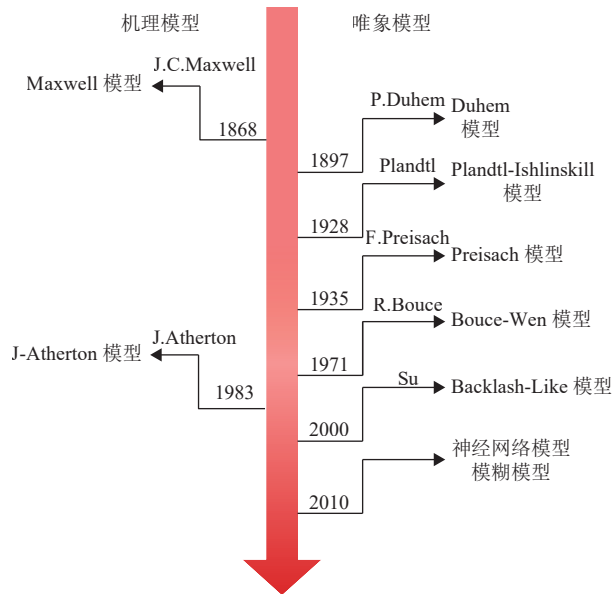 机理模型
唯象模型
J.C.Maxwell
Maxwell 模型
1868
P.Duhem
Duhem
模型
1897
Plandtl
Plandtl-Ishlinskill
模型
1928
F.Preisach
Preisach 模型
1935
R.Bouce
Bouce-Wen 模型
1971
J.Atherton
J-Atherton 模型
1983
Su
Backlash-Like 模型
2000
神经网络模型
模糊模型
2010